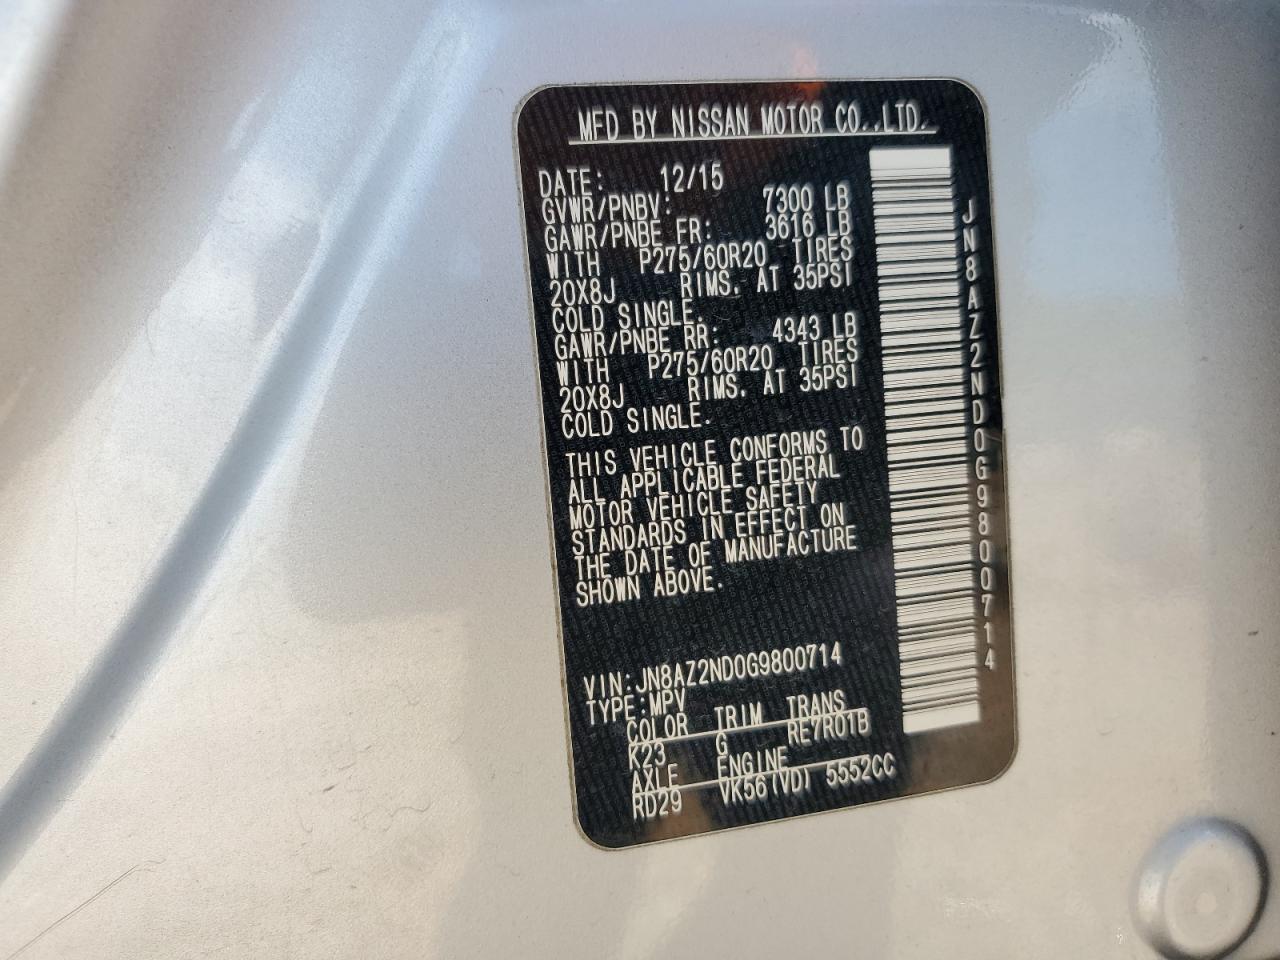 MFD BY NISSAN MOTOR CO.,LTD.
DATE: 12/15
GVWR/PNBV: 7300 LB
GAWR/PNBE FR: 3616 LB
WITH P275/60R20 TIRES
20X8J RIMS. AT 35PSI
COLD SINGLE.
GAWR/PNBE RR: 4343 LB
WITH P275/60R20 TIRES
20X8J RIMS. AT 35PSI
COLD SINGLE.
THIS VEHICLE CONFORMS TO
ALL APPLICABLE FEDERAL
MOTOR VEHICLE SAFETY
STANDARDS IN EFFECT ON
THE DATE OF MANUFACTURE
SHOWN ABOVE.
VIN:JN8AZ2ND0G9800714
TYPE:MPV
COLOR TRIM TRANS
K23 G RE7R01B
AXLE ENGINE
RD29 VK56(VD) 5552CC
JN8AZ2ND0G9800714